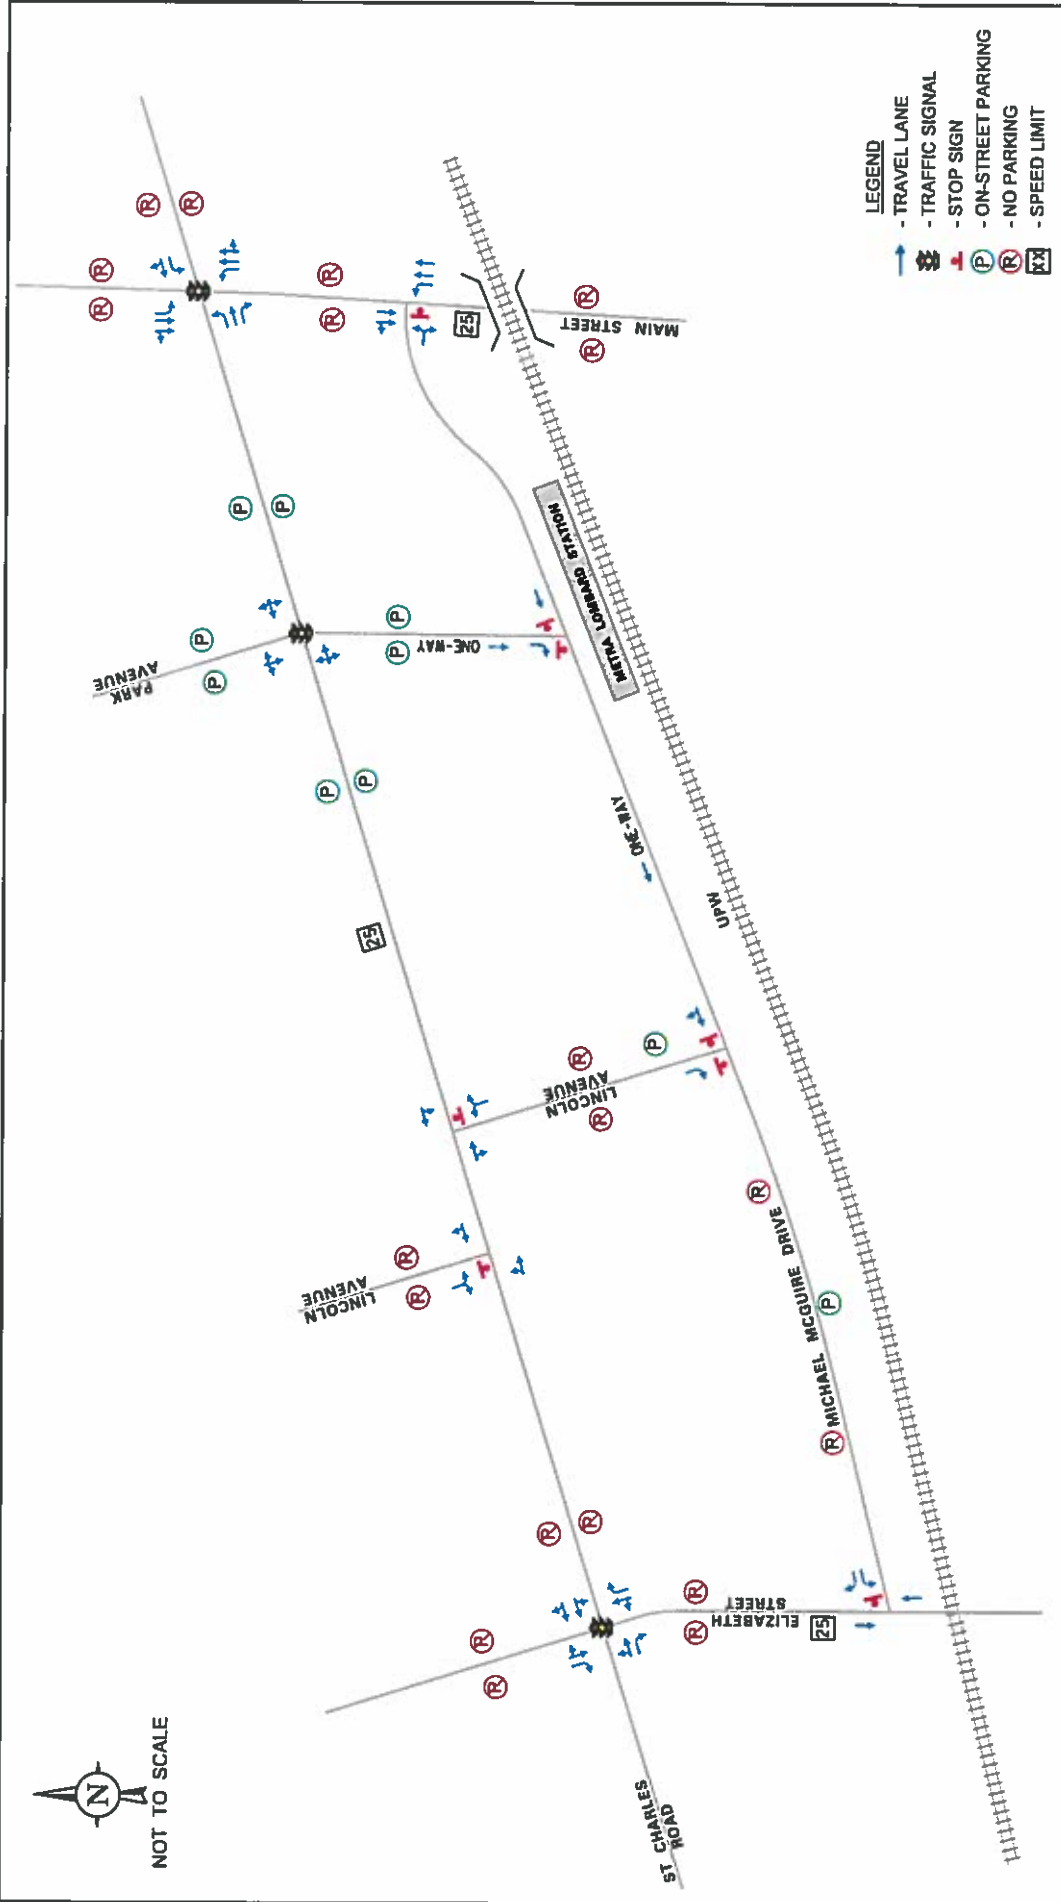 N
NOT TO SCALE
ST CHARLES
ROAD
R
R
R
R
R
R
ELIZABETH
STREET
25
LINCOLN
AVENUE
R
R
LINCOLN
AVENUE
R
R
P
R
MICHAEL MCGUIRE DRIVE
R
P
25
P
P
ONE-WAY
UPW
PARK
AVENUE
P
P
P
P
ONE-WAY
METRA LOMBARD STATION
P
P
R
R
R
R
R
R
25
MAIN STREET
R
R
LEGEND
- TRAVEL LANE
- TRAFFIC SIGNAL
- STOP SIGN
P - ON-STREET PARKING
R - NO PARKING
XX - SPEED LIMIT